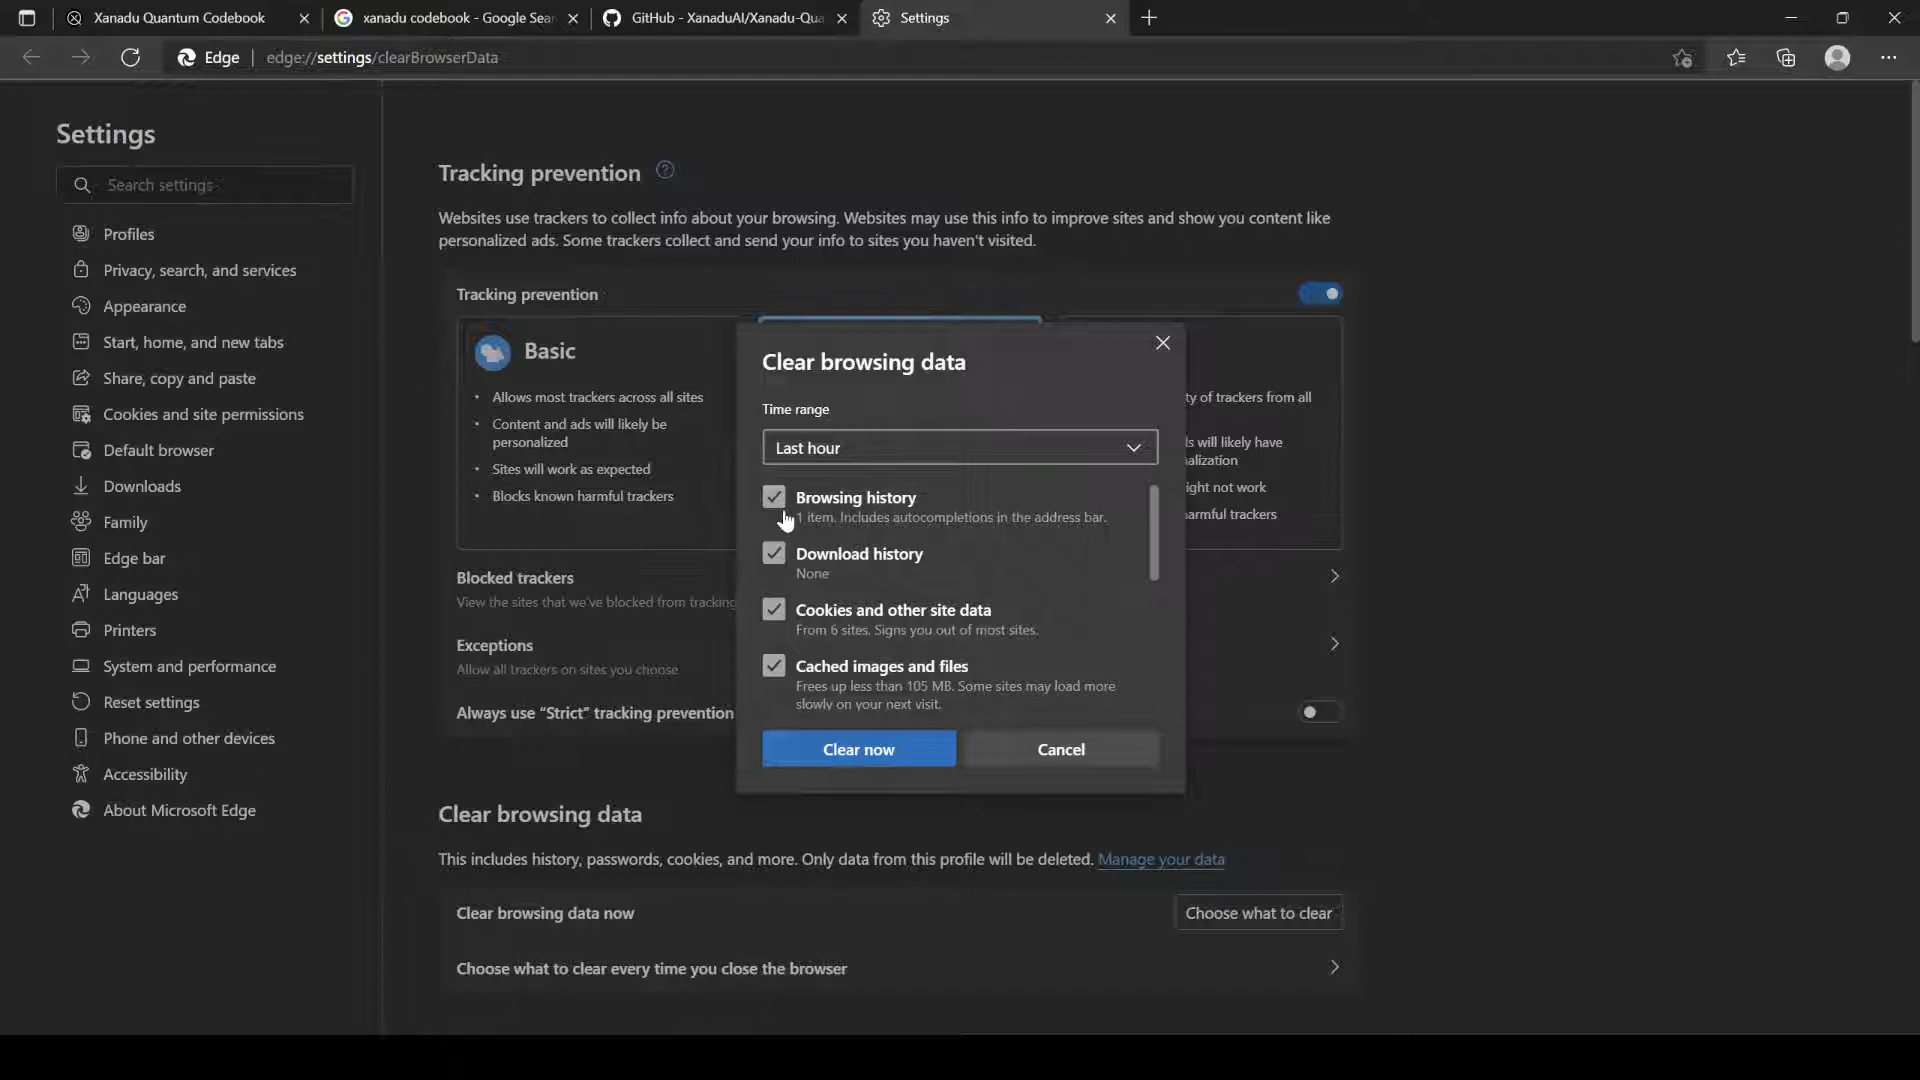 Xanadu Quantum Codebook
xanadu codebook - Google Sea
GitHub - XanaduAI/Xanadu-Qua
Settings
Edge
edge://settings/clearBrowserData
Settings
Search settings
Profiles
Privacy, search, and services
Appearance
Start, home, and new tabs
Share, copy and paste
Cookies and site permissions
Default browser
Downloads
Family
Edge bar
Languages
Printers
System and performance
Reset settings
Phone and other devices
Accessibility
About Microsoft Edge
Tracking prevention
Websites use trackers to collect info about your browsing. Websites may use this info to improve sites and show you content like
personalized ads. Some trackers collect and send your info to sites you haven't visited.
Tracking prevention
Basic
• Allows most trackers across all sites
• Content and ads will likely be
personalized
• Sites will work as expected
• Blocks known harmful trackers
ty of trackers from all
ls will likely have
alization
ight not work
armful trackers
Blocked trackers
View the sites that we've blocked from tracking
Exceptions
Allow all trackers on sites you choose
Always use “Strict” tracking prevention
Clear browsing data
Time range
Last hour
Browsing history
1 item. Includes autocompletions in the address bar.
Download history
None
Cookies and other site data
From 6 sites. Signs you out of most sites.
Cached images and files
Frees up less than 105 MB. Some sites may load more
slowly on your next visit.
Clear now
Cancel
Clear browsing data
This includes history, passwords, cookies, and more. Only data from this profile will be deleted. Manage your data
Clear browsing data now
Choose what to clear
Choose what to clear every time you close the browser